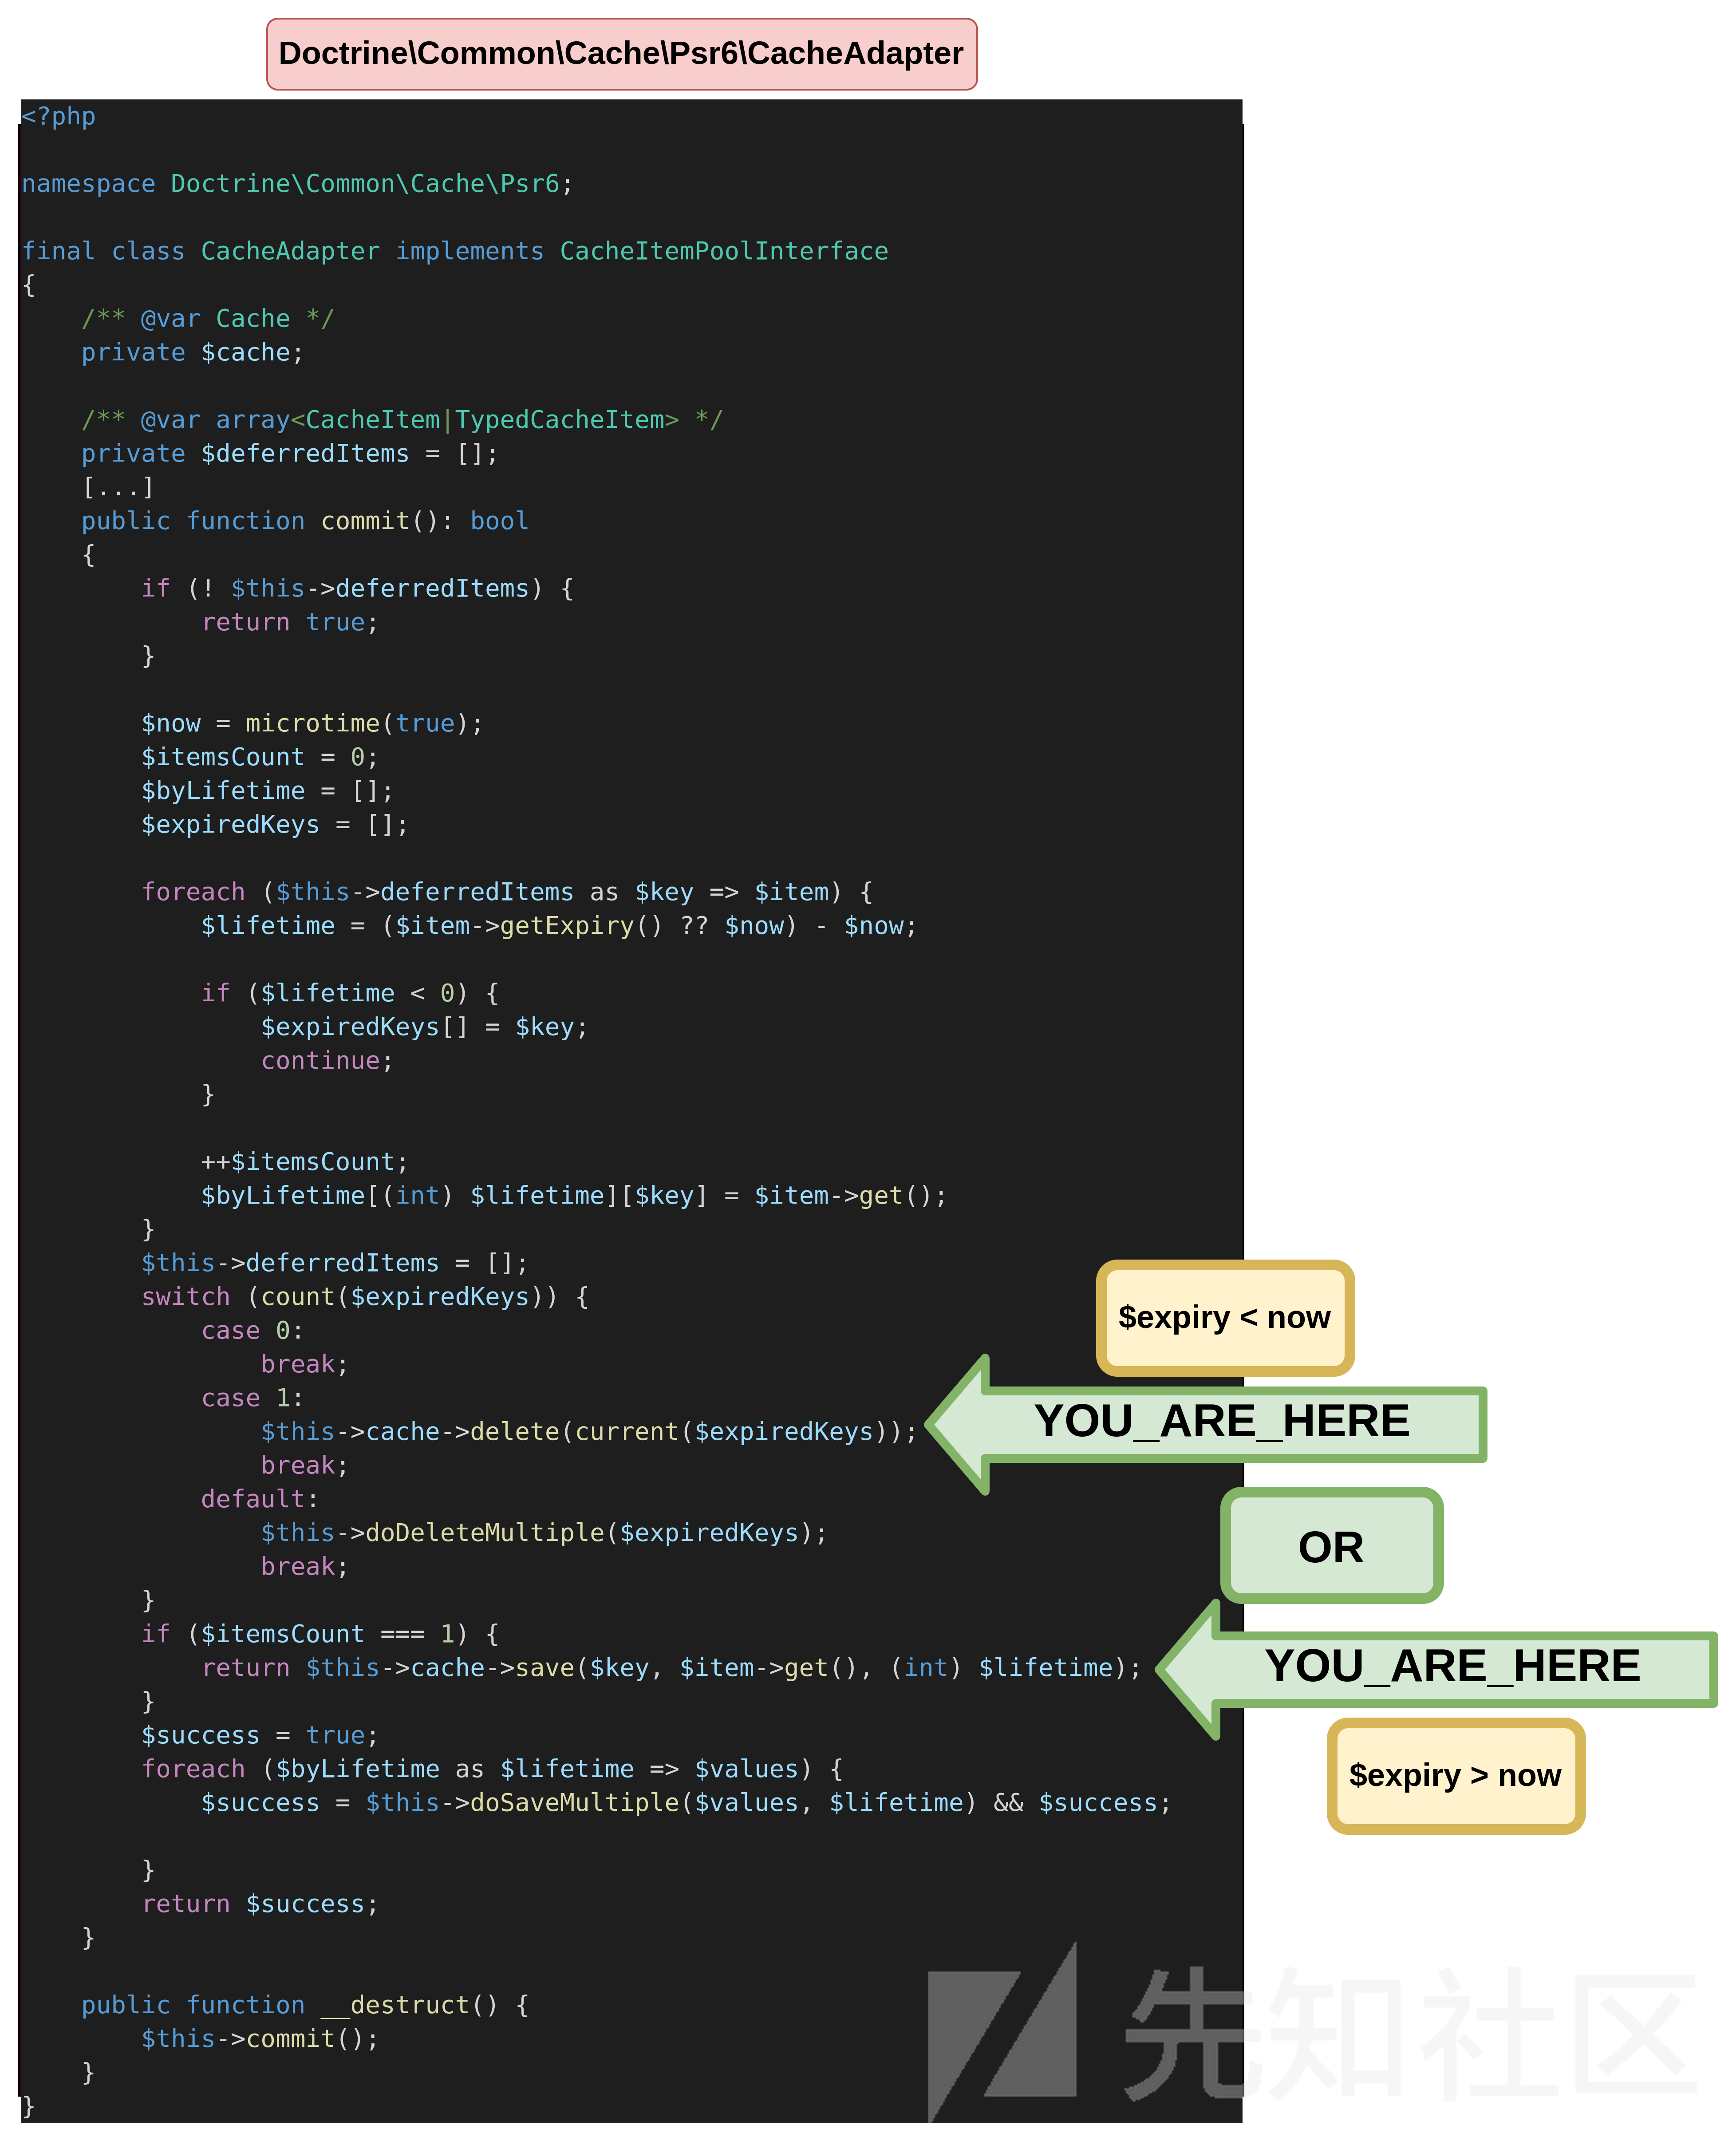 Doctrine\Common\Cache\Psr6\CacheAdapter
<?php
namespace Doctrine\Common\Cache\Psr6;
final class CacheAdapter implements CacheItemPoolInterface
{
    /** @var Cache */
    private $cache;
    /** @var array<CacheItem|TypedCacheItem> */
    private $deferredItems = [];
    [...]
    public function commit(): bool
    {
        if (! $this->deferredItems) {
            return true;
        }
        $now = microtime(true);
        $itemsCount = 0;
        $byLifetime = [];
        $expiredKeys = [];
        foreach ($this->deferredItems as $key => $item) {
            $lifetime = ($item->getExpiry() ?? $now) - $now;
            if ($lifetime < 0) {
                $expiredKeys[] = $key;
                continue;
            }
            ++$itemsCount;
            $byLifetime[(int) $lifetime][$key] = $item->get();
        }
        $this->deferredItems = [];
        switch (count($expiredKeys)) {
            case 0:
                break;
            case 1:
                $this->cache->delete(current($expiredKeys));
                break;
            default:
                $this->doDeleteMultiple($expiredKeys);
                break;
        }
        if ($itemsCount === 1) {
            return $this->cache->save($key, $item->get(), (int) $lifetime);
        }
        $success = true;
        foreach ($byLifetime as $lifetime => $values) {
            $success = $this->doSaveMultiple($values, $lifetime) && $success;
        }
        return $success;
    }
    public function __destruct() {
        $this->commit();
    }
}
$expiry < now
YOU_ARE_HERE
OR
YOU_ARE_HERE
$expiry > now
先知社区